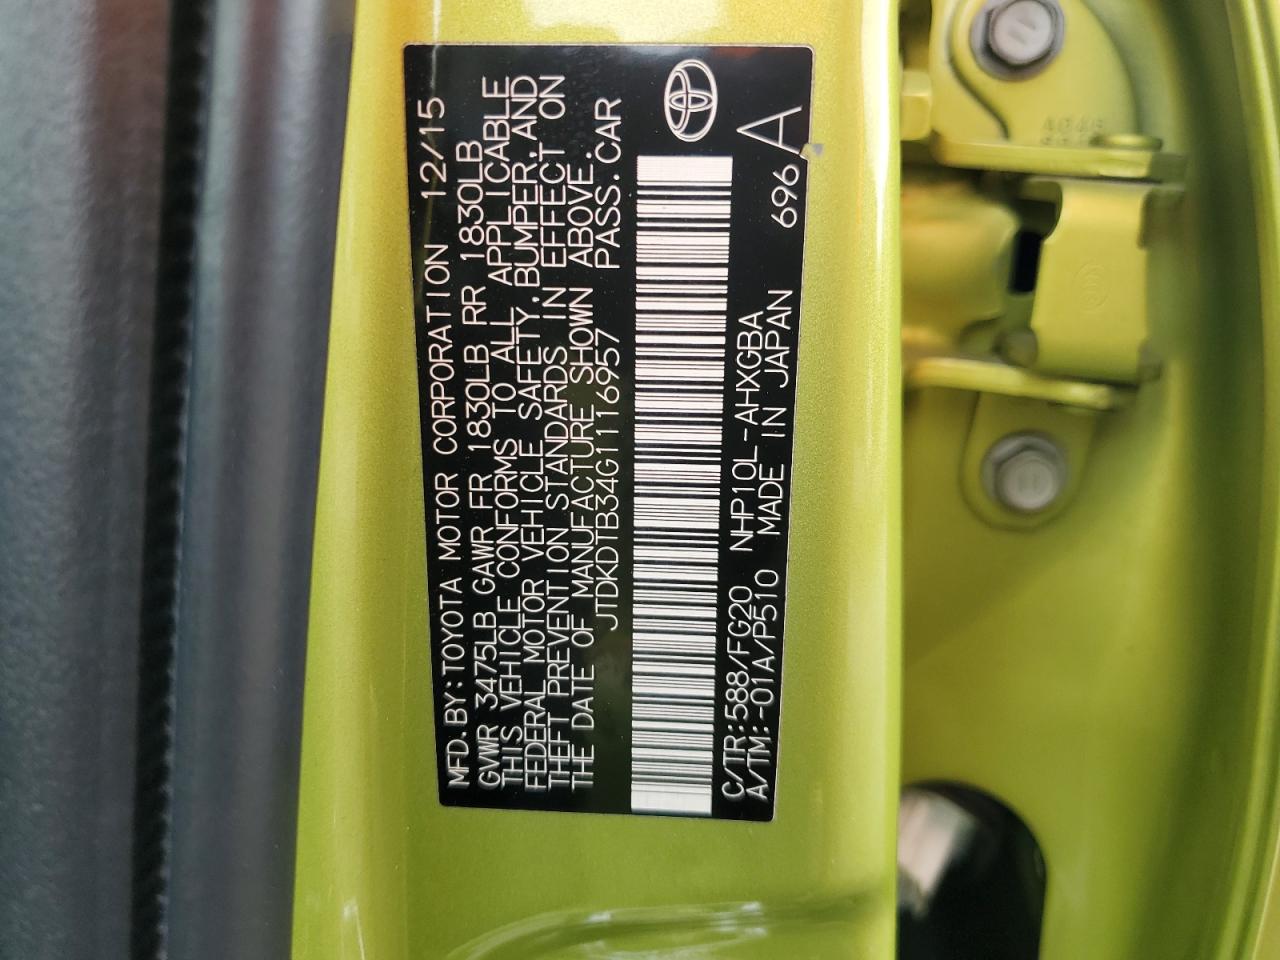 MFD. BY: TOYOTA MOTOR CORPORATION 12/15
GVWR 3475LB GAWR FR 1830LB RR 1830LB
THIS VEHICLE CONFORMS TO ALL APPLICABLE
FEDERAL MOTOR VEHICLE SAFETY, BUMPER, AND
THEFT PREVENTION STANDARDS IN EFFECT ON
THE DATE OF MANUFACTURE SHOWN ABOVE.
JTDKDTB34G1116957 PASS. CAR
C/TR:588/FG20 NHP10L-AHXGBA 696 A
A/TM:-01A/P510 MADE IN JAPAN